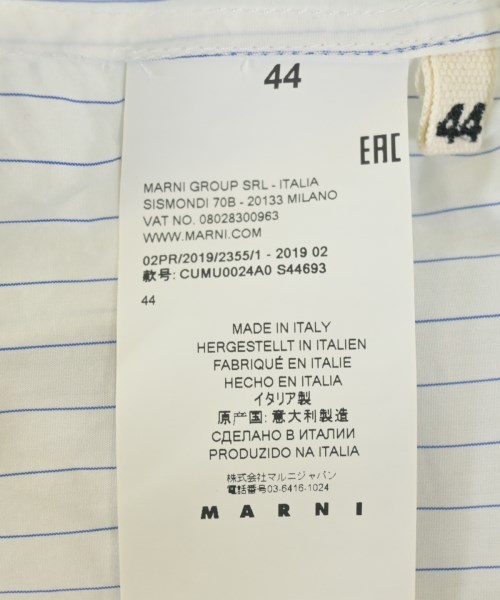 44
44
EAC
MARNI GROUP SRL - ITALIA
SISMONDI 70B - 20133 MILANO
VAT NO. 08028300963
WWW.MARNI.COM
02PR/2019/2355/1 - 2019 02
款号: CUMU0024A0 S44693
44
MADE IN ITALY
HERGESTELLT IN ITALIEN
FABRIQUÉ EN ITALIE
HECHO EN ITALIA
イタリア製
原产国: 意大利製造
СДЕЛАНО В ИТАЛИИ
PRODUZIDO NA ITALIA
株式会社マルニジャパン
電話番号03-6416-1024
MARNI